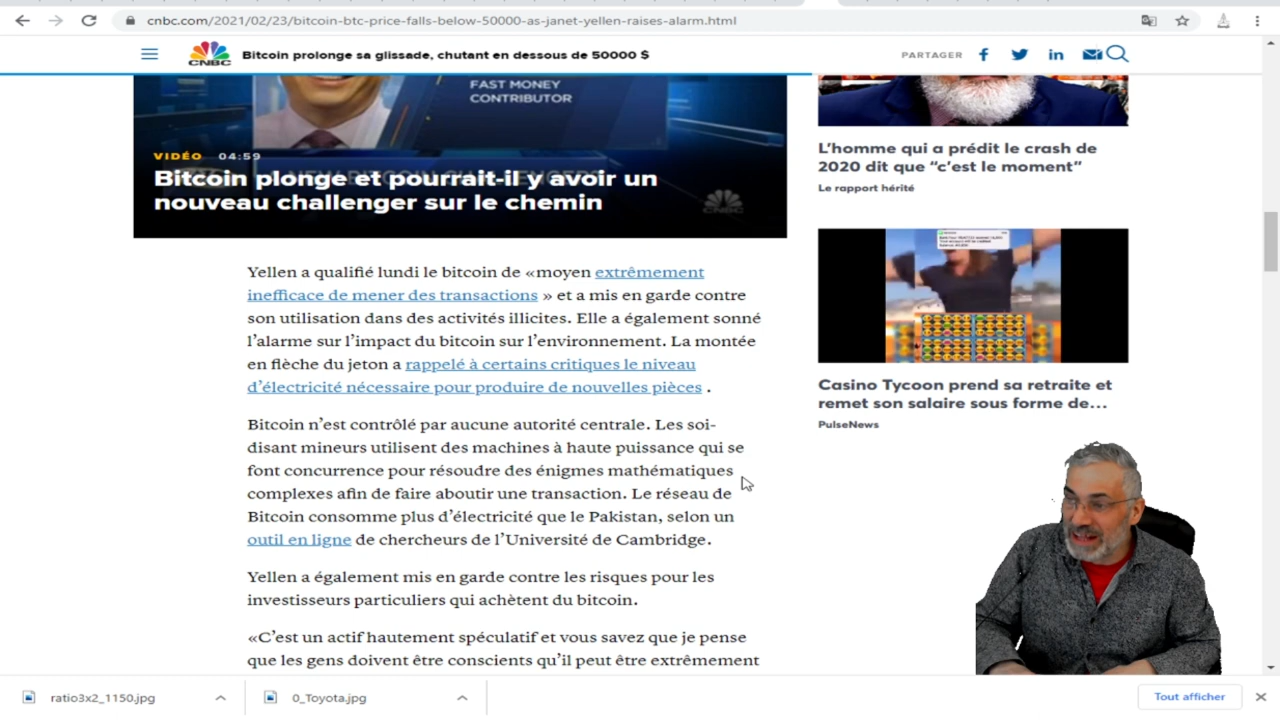 cnbc.com/2021/02/23/bitcoin-btc-price-falls-below-50000-as-janet-yellen-raises-alarm.html
CNBC
Bitcoin prolonge sa glissade, chutant en dessous de 50000 $
PARTAGER
FAST MONEY
CONTRIBUTOR
VIDÉO 04:59
Bitcoin plonge et pourrait-il y avoir un
nouveau challenger sur le chemin
CNBC
L’homme qui a prédit le crash de
2020 dit que “c’est le moment”
Le rapport hérité
Casino Tycoon prend sa retraite et
remet son salaire sous forme de...
PulseNews
Yellen a qualifié lundi le bitcoin de «moyen extrêmement
inefficace de mener des transactions » et a mis en garde contre
son utilisation dans des activités illicites. Elle a également sonné
l’alarme sur l’impact du bitcoin sur l’environnement. La montée
en flèche du jeton a rappelé à certains critiques le niveau
d’électricité nécessaire pour produire de nouvelles pièces .
Bitcoin n’est contrôlé par aucune autorité centrale. Les soi-
disant mineurs utilisent des machines à haute puissance qui se
font concurrence pour résoudre des énigmes mathématiques
complexes afin de faire aboutir une transaction. Le réseau de
Bitcoin consomme plus d’électricité que le Pakistan, selon un
outil en ligne de chercheurs de l’Université de Cambridge.
Yellen a également mis en garde contre les risques pour les
investisseurs particuliers qui achètent du bitcoin.
«C’est un actif hautement spéculatif et vous savez que je pense
que les gens doivent être conscients qu’il peut être extrêmement
ratio3x2_1150.jpg
0_Toyota.jpg
Tout afficher